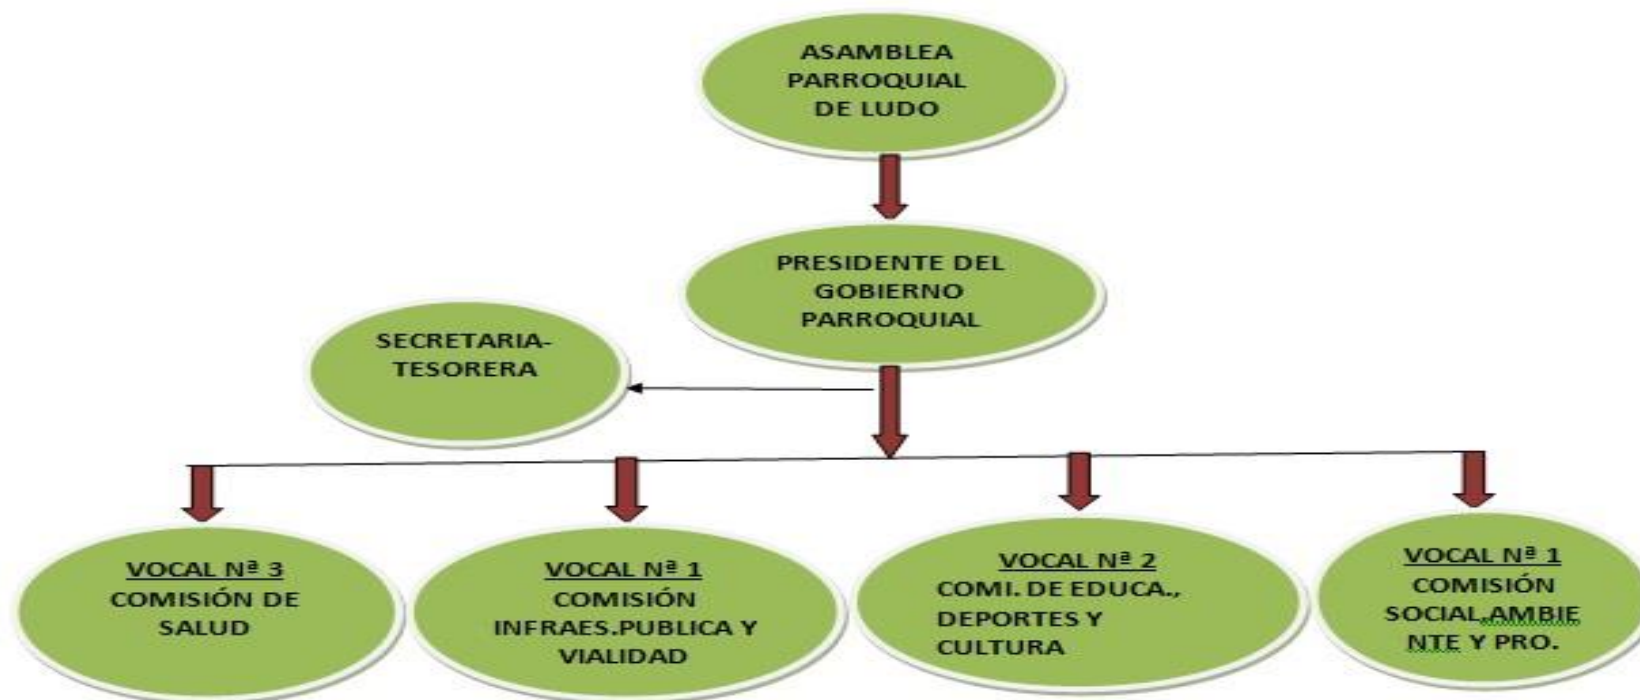 ASAMBLEA
PARROQUIAL
DE LUDO
PRESIDENTE DEL
GOBIERNO
PARROQUIAL
SECRETARIA-
TESORERA
VOCAL Nª 3
COMISIÓN DE
SALUD
VOCAL Nª 1
COMISIÓN
INFRAES.PUBLICA Y
VIALIDAD
VOCAL Nª 2
COMI. DE EDUCA.,
DEPORTES Y
CULTURA
VOCAL Nª 1
COMISIÓN
SOCIAL.AMBIE
NTE Y PRO.